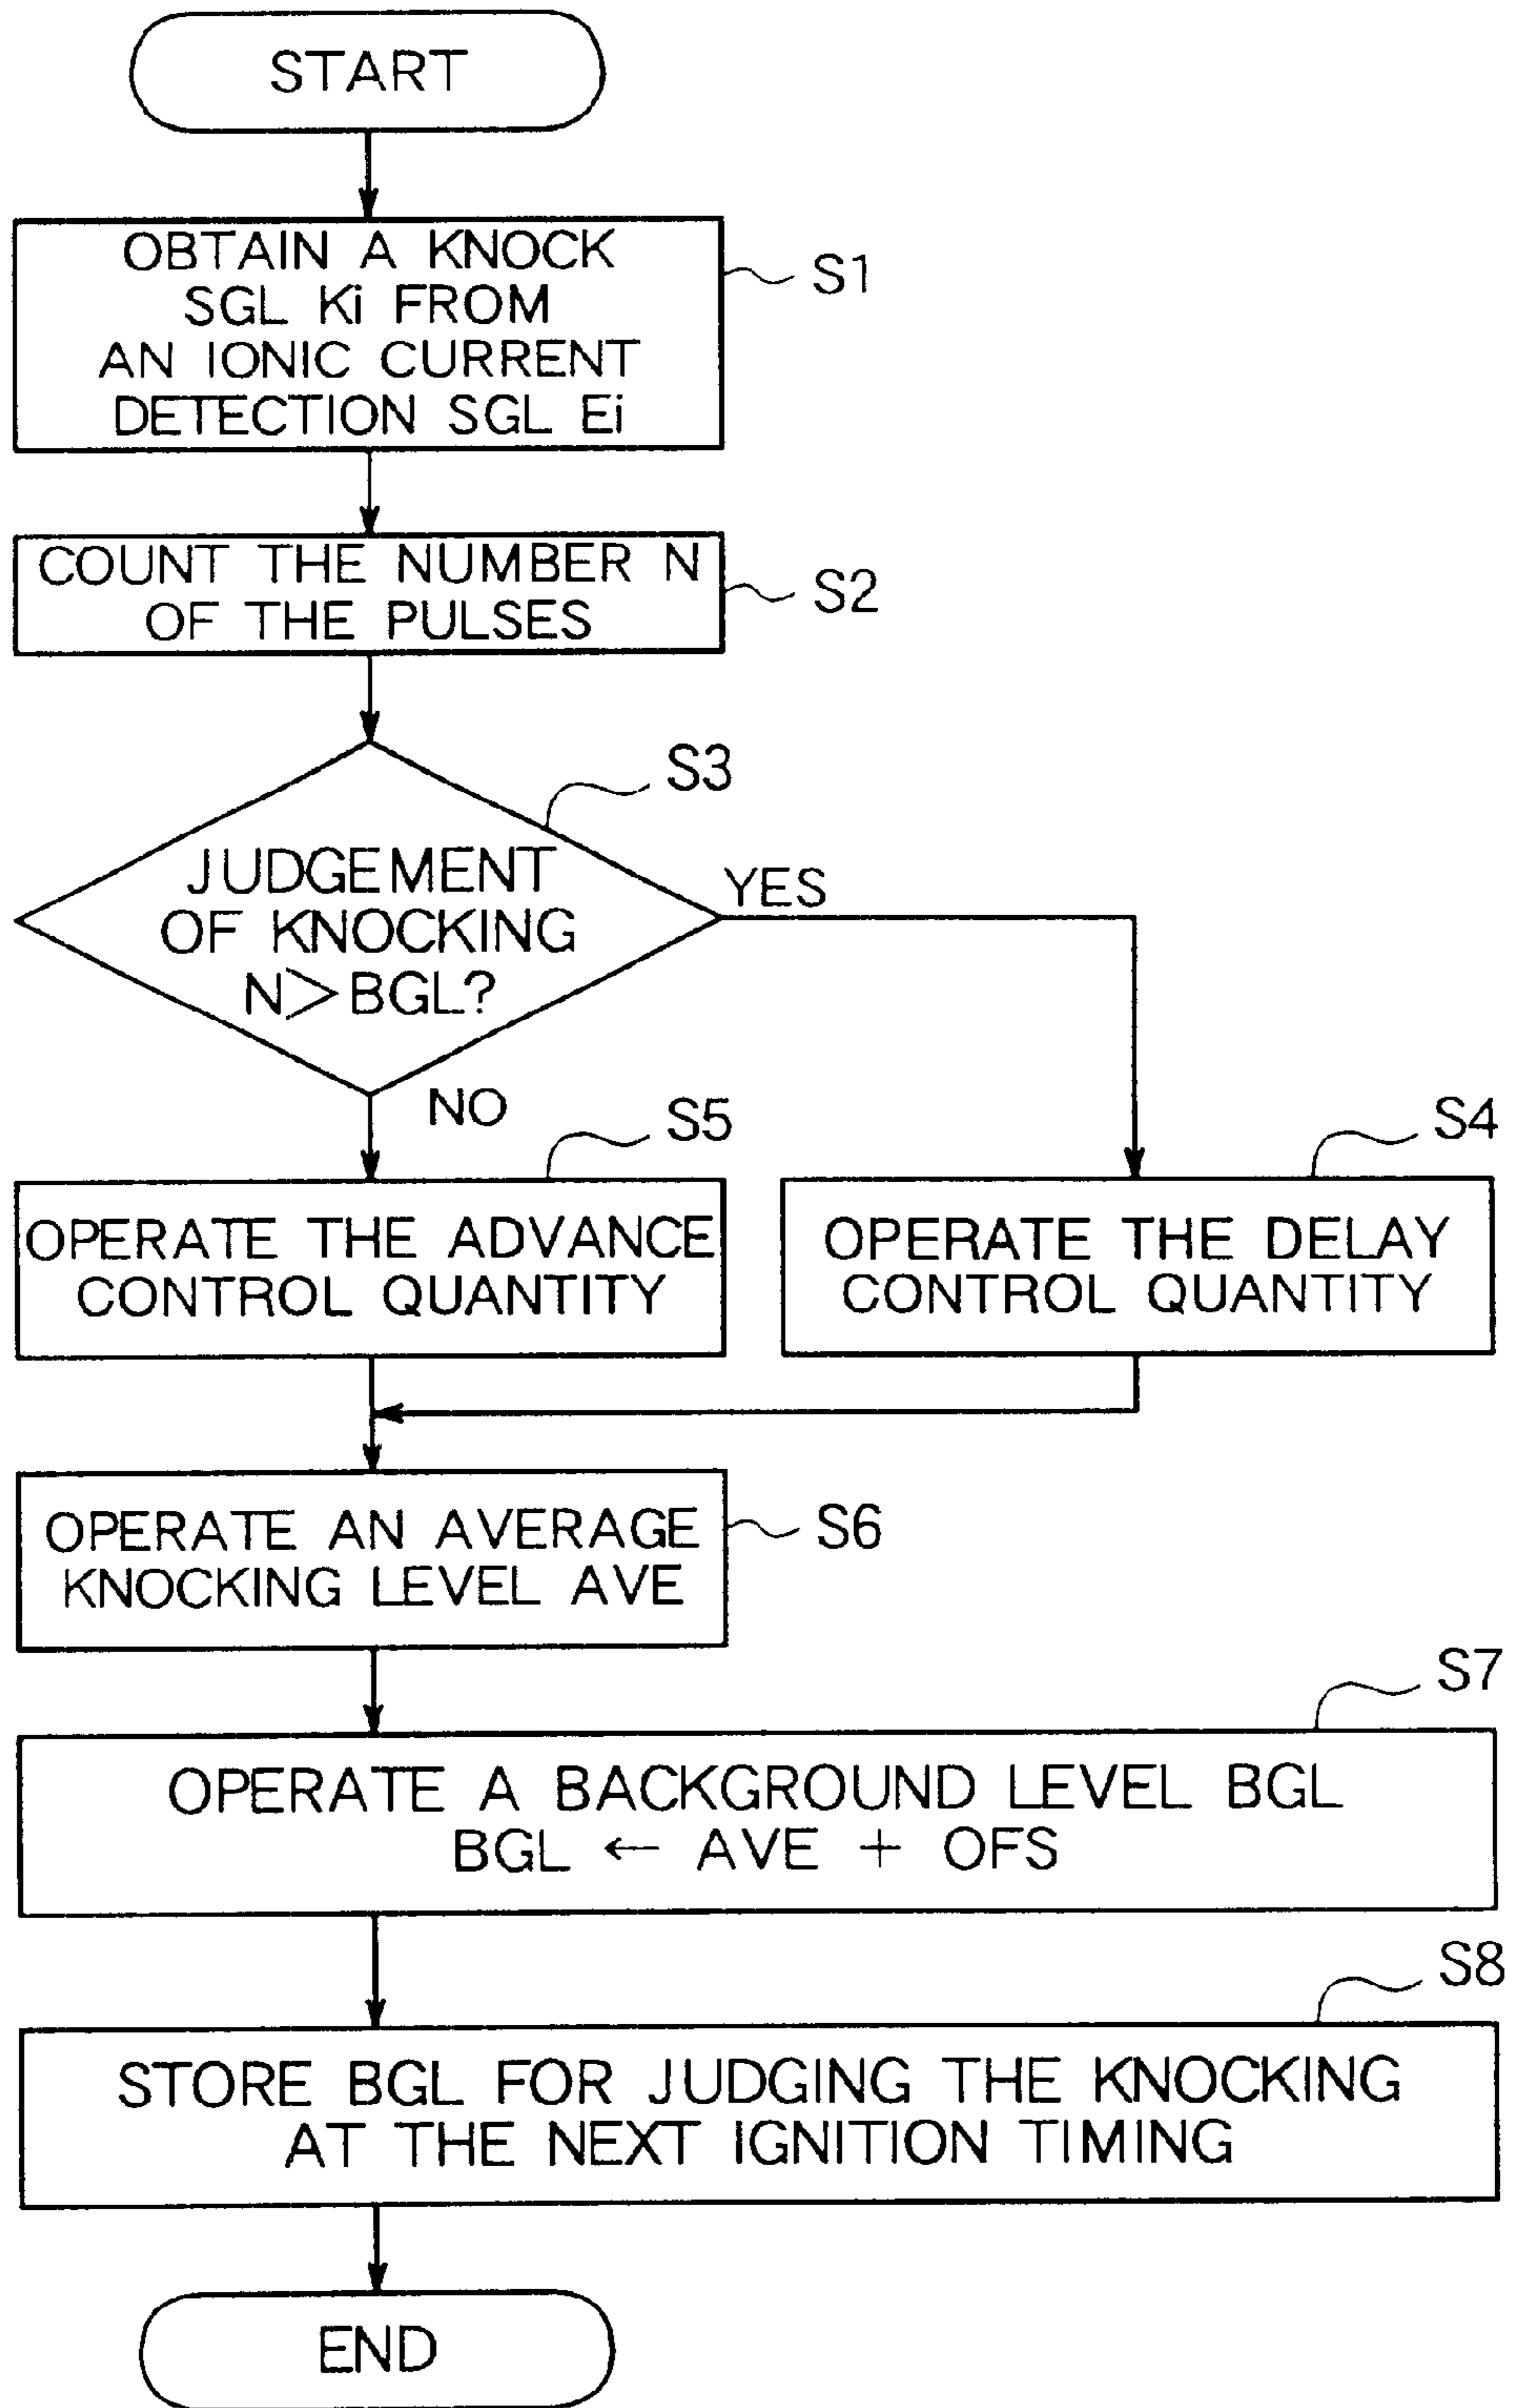 START
OBTAIN A KNOCK
SGL Ki FROM
AN IONIC CURRENT
DETECTION SGL Ei
S1
COUNT THE NUMBER N
OF THE PULSES
S2
S3
JUDGEMENT
OF KNOCKING
N>BGL?
YES
NO
S5
OPERATE THE ADVANCE
CONTROL QUANTITY
S4
OPERATE THE DELAY
CONTROL QUANTITY
OPERATE AN AVERAGE
KNOCKING LEVEL AVE
S6
S7
OPERATE A BACKGROUND LEVEL BGL
BGL ← AVE + OFS
S8
STORE BGL FOR JUDGING THE KNOCKING
AT THE NEXT IGNITION TIMING
END